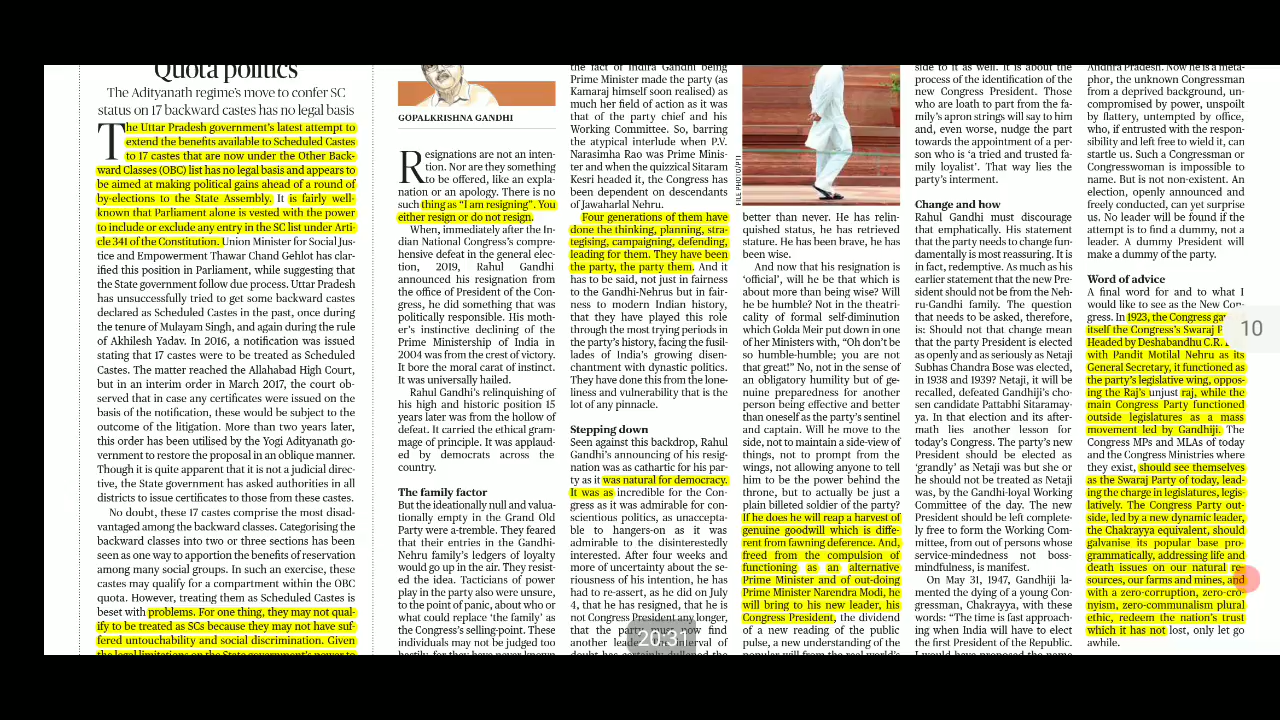 Quota politics
The Adityanath regime's move to confer SC
status on 17 backward castes has no legal basis
The Uttar Pradesh government's latest attempt to
extend the benefits available to Scheduled Castes
to 17 castes that are now under the Other Back-
ward Classes (OBC) list has no legal basis and appears to
be aimed at making political gains ahead of a round of
by-elections to the State Assembly. It is fairly well-
known that Parliament alone is vested with the power
to include or exclude any entry in the SC list under Arti-
cle 341 of the Constitution. Union Minister for Social Jus-
tice and Empowerment Thawar Chand Gehlot has clar-
ified this position in Parliament, while suggesting that
the State government follow due process. Uttar Pradesh
has unsuccessfully tried to get some backward castes
declared as Scheduled Castes in the past, once during
the tenure of Mulayam Singh, and again during the rule
of Akhilesh Yadav. In 2016, a notification was issued
stating that 17 castes were to be treated as Scheduled
Castes. The matter reached the Allahabad High Court,
but in an interim order in March 2017, the court ob-
served that in case any certificates were issued on the
basis of the notification, these would be subject to the
outcome of the litigation. More than two years later,
this order has been utilised by the Yogi Adityanath go-
vernment to restore the proposal in an oblique manner.
Though it is quite apparent that it is not a judicial direc-
tive, the State government has asked authorities in all
districts to issue certificates to those from these castes.
No doubt, these 17 castes comprise the most disad-
vantaged among the backward classes. Categorising the
backward classes into two or three sections has been
seen as one way to apportion the benefits of reservation
among many social groups. In such an exercise, these
castes may qualify for a compartment within the OBC
quota. However, treating them as Scheduled Castes is
beset with problems. For one thing, they may not qual-
ify to be treated as SCs because they may not have suf-
fered untouchability and social discrimination. Given
the legal limitations on the State government's power to
GOPALKRISHNA GANDHI
Resignations are not an inten-
tion. Nor are they something
to be offered, like an expla-
nation or an apology. There is no
such thing as "I am resigning". You
either resign or do not resign.
When, immediately after the In-
dian National Congress's compre-
hensive defeat in the general elec-
tion, 2019, Rahul Gandhi
announced his resignation from
the office of President of the Con-
gress, he did something that was
politically responsible. His moth-
er's instinctive declining of the
Prime Ministership of India in
2004 was from the crest of victory.
It bore the moral carat of instinct.
It was universally hailed.
Rahul Gandhi's relinquishing of
his high and historic position 15
years later was from the hollow of
defeat. It carried the ethical gram-
mage of principle. It was applaud-
ed by democrats across the
country.
The family factor
But the ideationally null and valua-
tionally empty in the Grand Old
Party were a-tremble. They feared
that their entries in the Gandhi-
Nehru family's ledgers of loyalty
would go up in the air. They resist-
ed the idea. Tacticians of power
play in the party also were unsure,
to the point of panic, about who or
what could replace 'the family' as
the Congress's selling-point. These
individuals may not be judged too
hastily, for they have never known
the fact of Indira Gandhi being
Prime Minister made the party (as
Kamaraj himself soon realised) as
much her field of action as it was
that of the party chief and his
Working Committee. So, barring
the atypical interlude when P.V.
Narasimha Rao was Prime Minis-
ter and when the quizzical Sitaram
Kesri headed it, the Congress has
been dependent on descendants
of Jawaharlal Nehru.
Four generations of them have
done the thinking, planning, stra-
tegising, campaigning, defending,
leading for them. They have been
the party, the party them. And it
has to be said, not just in fairness
to the Gandhi-Nehrus but in fair-
ness to modern Indian history,
that they have played this role
through the most trying periods in
the party's history, facing the fusil-
lades of India's growing disen-
chantment with dynastic politics.
They have done this from the lone-
liness and vulnerability that is the
lot of any pinnacle.
Stepping down
Seen against this backdrop, Rahul
Gandhi's announcing of his resig-
nation was as cathartic for his par-
ty as it was natural for democracy.
It was as incredible for the Con-
gress as it was admirable for con-
scientious politics, as unaccepta-
ble to hangers-on as it was
admirable to the disinterestedly
interested. After four weeks and
more of uncertainty about the se-
riousness of his intention, he has
had to re-assert, as he did on July
4, that he has resigned, that he is
not Congress President any longer,
that the party must now find
another leader. This interval of
doubt has certainly dulled the
20:31
FILE PHOTO/PTI
better than never. He has relin-
quished status, he has retrieved
stature. He has been brave, he has
been wise.
And now that his resignation is
'official', will he be that which is
about more than being wise? Will
he be humble? Not in the theatri-
cality of formal self-diminution
which Golda Meir put down in one
of her Ministers with, "Oh don't be
so humble-humble; you are not
that great!" No, not in the sense of
an obligatory humility but of ge-
nuine preparedness for another
person being effective and better
than oneself as the party's sentinel
and captain. Will he move to the
side, not to maintain a side-view of
things, not to prompt from the
wings, not allowing anyone to tell
him to be the power behind the
throne, but to actually be just a
plain billeted soldier of the party?
If he does he will reap a harvest of
genuine goodwill which is diffe-
rent from fawning deference. And,
freed from the compulsion of
functioning as an alternative
Prime Minister and of out-doing
Prime Minister Narendra Modi, he
will bring to his new leader, his
Congress President, the dividend
of a new reading of the public
pulse, a new understanding of the
popular will from the real world's
side to it as well. It is about the
process of the identification of the
new Congress President. Those
who are loath to part from the fa-
mily's apron strings will say to him
and, even worse, nudge the part
towards the appointment of a per-
son who is 'a tried and trusted fa-
mily loyalist'. That way lies the
party's interment.
Change and how
Rahul Gandhi must discourage
that emphatically. His statement
that the party needs to change fun-
damentally is most reassuring. It is
in fact, redemptive. As much as his
earlier statement that the new Pre-
sident should not be from the Neh-
ru-Gandhi family. The question
that needs to be asked, therefore,
is: Should not that change mean
that the party President is elected
as openly and as seriously as Netaji
Subhas Chandra Bose was elected,
in 1938 and 1939? Netaji, it will be
recalled, defeated Gandhiji's cho-
sen candidate Pattabhi Sitaramay-
ya. In that election and its after-
math lies another lesson for
today's Congress. The party's new
President should be elected as
'grandly' as Netaji was but she or
he should not be treated as Netaji
was, by the Gandhi-loyal Working
Committee of the day. The new
President should be left complete-
ly free to form the Working Com-
mittee, from out of persons whose
service-mindedness not boss-
mindfulness, is manifest.
On May 31, 1947, Gandhiji la-
mented the dying of a young Con-
gressman, Chakrayya, with these
words: "The time is fast approach-
ing when India will have to elect
the first President of the Republic.
I would have proposed the name
Andhra Pradesh. Now he is a meta-
phor, the unknown Congressman
from a deprived background, un-
compromised by power, unspoilt
by flattery, untempted by office,
who, if entrusted with the respon-
sibility and left free to wield it, can
startle us. Such a Congressman or
Congresswoman is impossible to
name. But is not non-existent. An
election, openly announced and
freely conducted, can yet surprise
us. No leader will be found if the
attempt is to find a dummy, not a
leader. A dummy President will
make a dummy of the party.
Word of advice
A final word for and to what I
would like to see as the New Con-
gress. In 1923, the Congress
itself the Congress's Swaraj
Headed by Deshabandhu C.R.
with Pandit Motilal Nehru as its
General Secretary, it functioned as
the party's legislative wing, oppos-
ing the Raj's unjust raj, while the
main Congress Party functioned
outside legislatures as a mass
movement led by Gandhiji. The
Congress MPs and MLAs of today
and the Congress Ministries where
they exist, should see themselves
as the Swaraj Party of today, lead-
ing the charge in legislatures, legis-
latively. The Congress Party out-
side, led by a new dynamic leader,
the Chakrayya equivalent, should
galvanise its popular base pro-
grammatically, addressing life and
death issues on our natural re-
sources, our farms and mines, and
with a zero-corruption, zero-cro-
nyism, zero-communalism plural
ethic, redeem the nation's trust
which it has not lost, only let go
awhile.
10